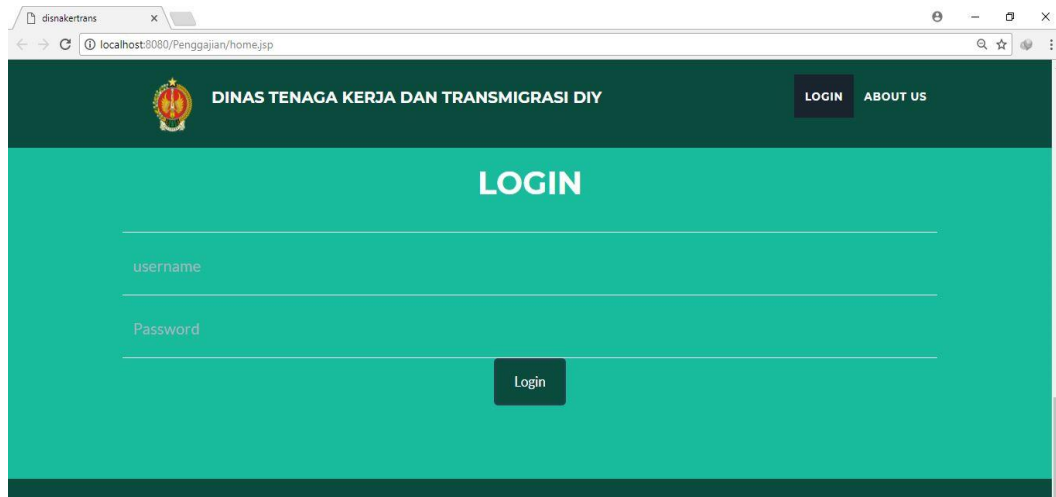 disnakertrans
localhost:8080/Penggajian/home.jsp
DINAS TENAGA KERJA DAN TRANSMIGRASI DIY
LOGIN ABOUT US
LOGIN
username
Password
Login